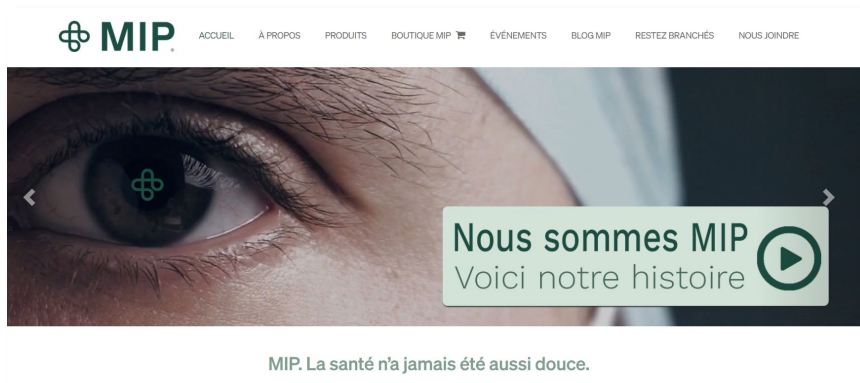 MIP
ACCUEIL À PROPOS PRODUITS BOUTIQUE MIP ÉVÉNEMENTS BLOG MIP RESTEZ BRANCHÉS NOUS JOINDRE
Nous sommes MIP
Voici notre histoire
MIP. La santé n'a jamais été aussi douce.